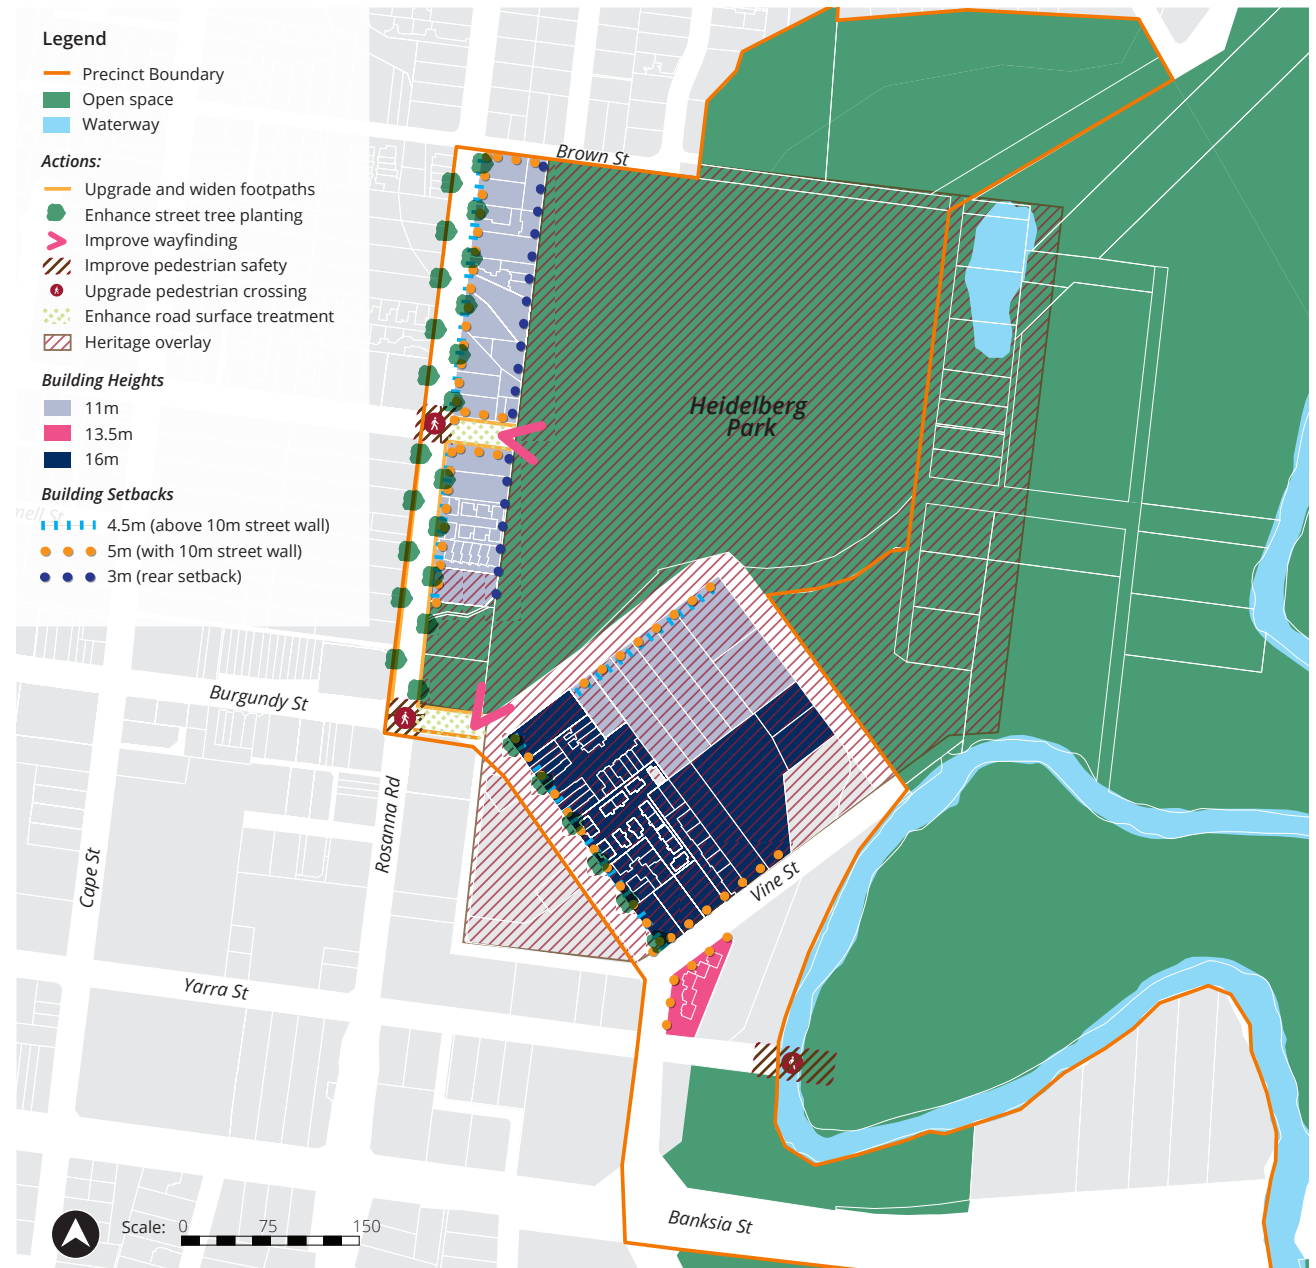 Legend
Precinct Boundary
Open space
Waterway
Actions:
Upgrade and widen footpaths
Enhance street tree planting
Improve wayfinding
Improve pedestrian safety
Upgrade pedestrian crossing
Enhance road surface treatment
Heritage overlay
Building Heights
11m
13.5m
16m
Building Setbacks
4.5m (above 10m street wall)
5m (with 10m street wall)
3m (rear setback)
Brown St
Heidelberg
Park
Burgundy St
Rosanna Rd
Cape St
Vine St
Yarra St
Banksia St
Scale: 0 75 150